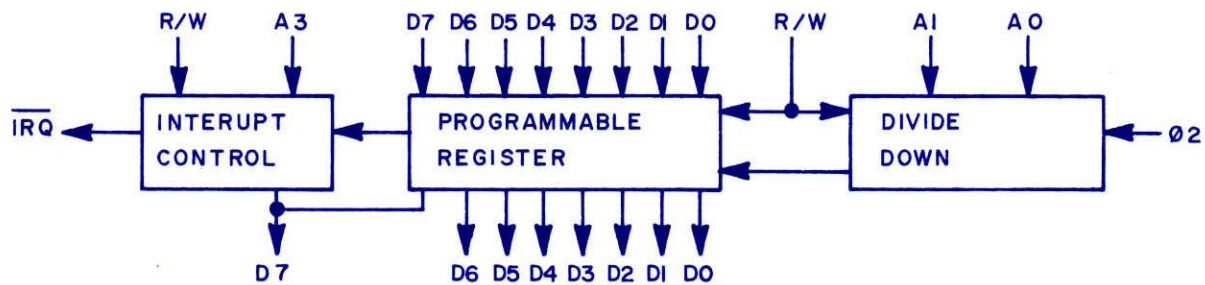 R/W A3 D7 D6 D5 D4 D3 D2 D1 D0 R/W A1 A0
IRQ INTERUPT CONTROL PROGRAMMABLE REGISTER DIVIDE DOWN Ø2
D7 D6 D5 D4 D3 D2 D1 D0